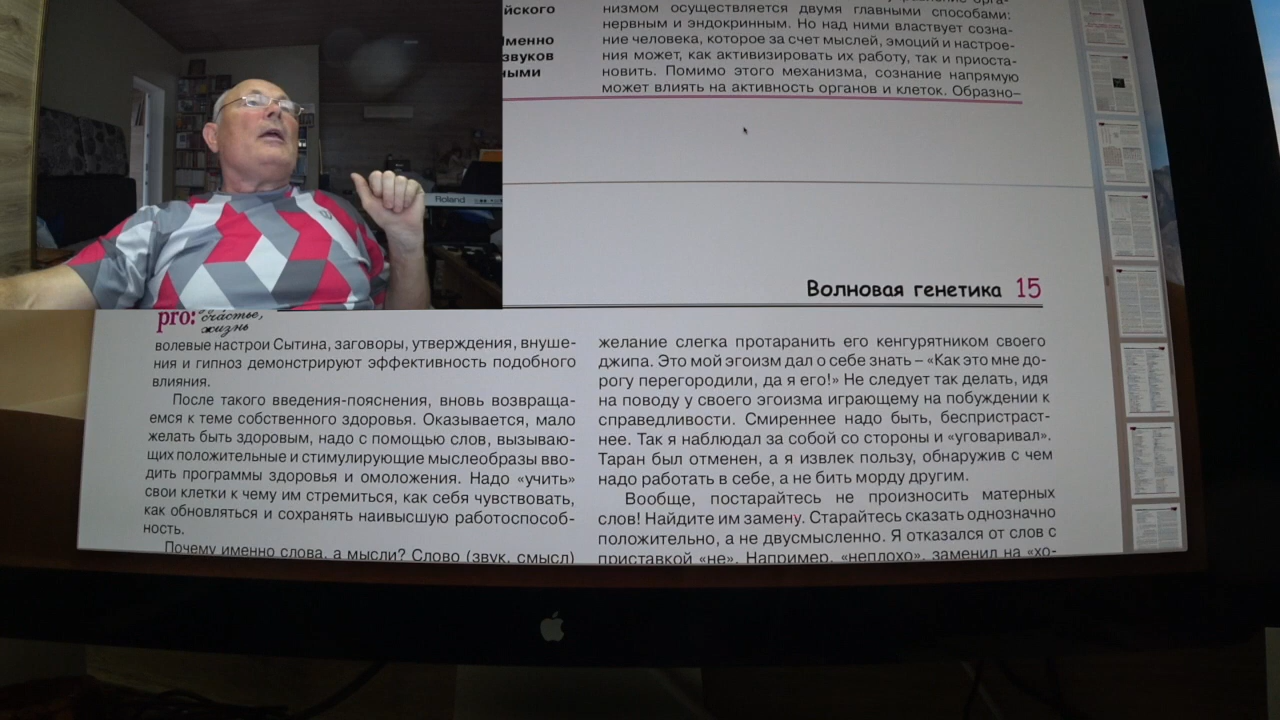 йского
Именно
звуков
ными
низмом осуществляется двумя главными способами:
нервным и эндокринным. Но над ними властвует созна-
ние человека, которое за счет мыслей, эмоций и настрое-
ния может, как активизировать их работу, так и приоста-
новить. Помимо этого механизма, сознание напрямую
может влиять на активность органов и клеток. Образно–
Roland
Волновая генетика 15
pro: счастье,
жизнь
волевые настрои Сытина, заговоры, утверждения, внуше-
ния и гипноз демонстрируют эффективность подобного
влияния.
После такого введения-пояснения, вновь возвраща-
емся к теме собственного здоровья. Оказывается, мало
желать быть здоровым, надо с помощью слов, вызываю-
щих положительные и стимулирующие мыслеобразы вво-
дить программы здоровья и омоложения. Надо «учить»
свои клетки к чему им стремиться, как себя чувствовать,
как обновляться и сохранять наивысшую работоспособ-
ность.
Почему именно слова, а мысли? Слово (звук, смысл)
желание слегка протаранить его кенгурятником своего
джипа. Это мой эгоизм дал о себе знать – «Как это мне до-
рогу перегородили, да я его!» Не следует так делать, идя
на поводу у своего эгоизма играющему на побуждении к
справедливости. Смиреннее надо быть, беспристраст-
нее. Так я наблюдал за собой со стороны и «уговаривал».
Таран был отменен, а я извлек пользу, обнаружив с чем
надо работать в себе, а не бить морду другим.
Вообще, постарайтесь не произносить матерных
слов! Найдите им замену. Старайтесь сказать однозначно
положительно, а не двусмысленно. Я отказался от слов с
приставкой «не». Например, «неплохо», заменил на «хо-